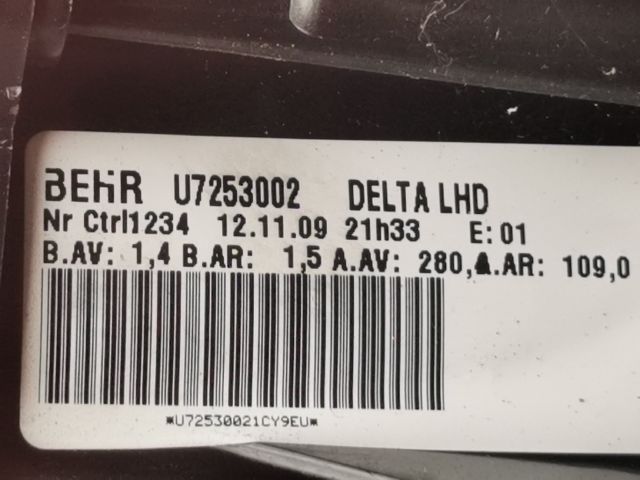 BEHR U7253002 DELTA LHD
Nr Ctrl1234 12.11.09 21h33 E: 01
B.AV: 1,4 B.AR: 1,5 A.AV: 280, A.AR: 109,0
*U72530021CY9EU*